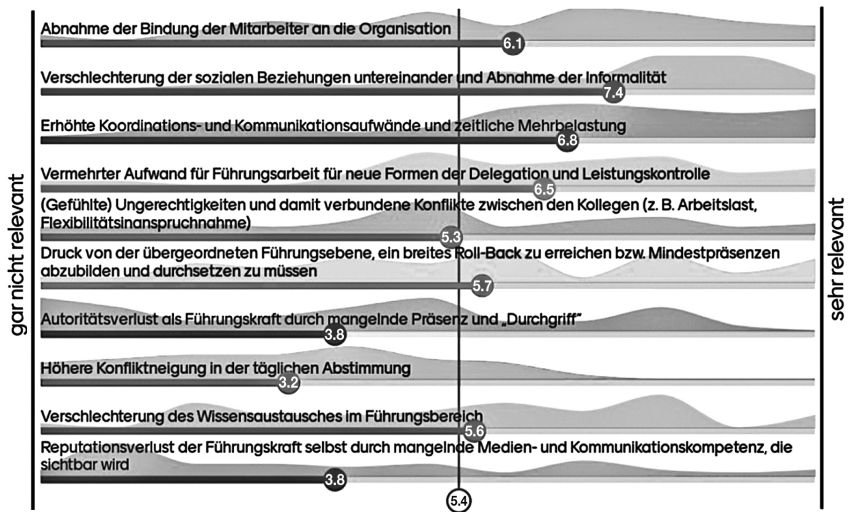 Abnahme der Bindung der Mitarbeiter an die Organisation
6.1
Verschlechterung der sozialen Beziehungen untereinander und Abnahme der Informalität
7.4
Erhöhte Koordinations- und Kommunikationsaufwände und zeitliche Mehrbelastung
6.8
Vermehrter Aufwand für Führungsarbeit für neue Formen der Delegation und Leistungskontrolle
6.5
(Gefühlte) Ungerechtigkeiten und damit verbundene Konflikte zwischen den Kollegen (z. B. Arbeitslast,
Flexibilitätsinanspruchnahme)
5.3
Druck von der übergeordneten Führungsebene, ein breites Roll-Back zu erreichen bzw. Mindestpräsenzen
abzubilden und durchsetzen zu müssen
5.7
Autoritätsverlust als Führungskraft durch mangelnde Präsenz und „Durchgriff"
3.8
Höhere Konfliktneigung in der täglichen Abstimmung
3.2
Verschlechterung des Wissensaustausches im Führungsbereich
5.6
Reputationsverlust der Führungskraft selbst durch mangelnde Medien- und Kommunikationskompetenz, die
sichtbar wird
3.8
5.4
gar nicht relevant
sehr relevant